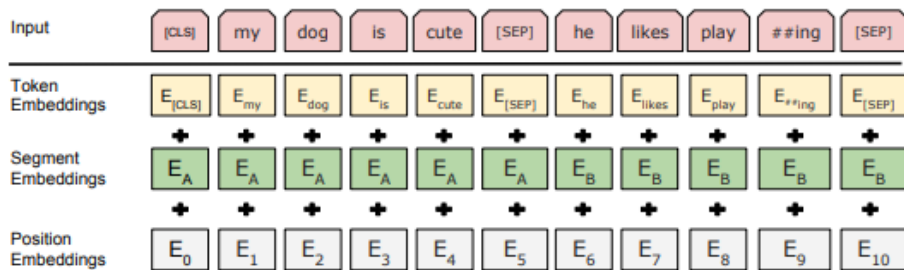 Input [CLS] my dog is cute [SEP] he likes play ##ing [SEP]
Token
Embeddings
E[CLS] Emy Edog Eis Ecute E[SEP] Ehe Elikes Eplay E##ing E[SEP]
Segment
Embeddings
EA EA EA EA EA EA EB EB EB EB EB
Position
Embeddings
E0 E1 E2 E3 E4 E5 E6 E7 E8 E9 E10